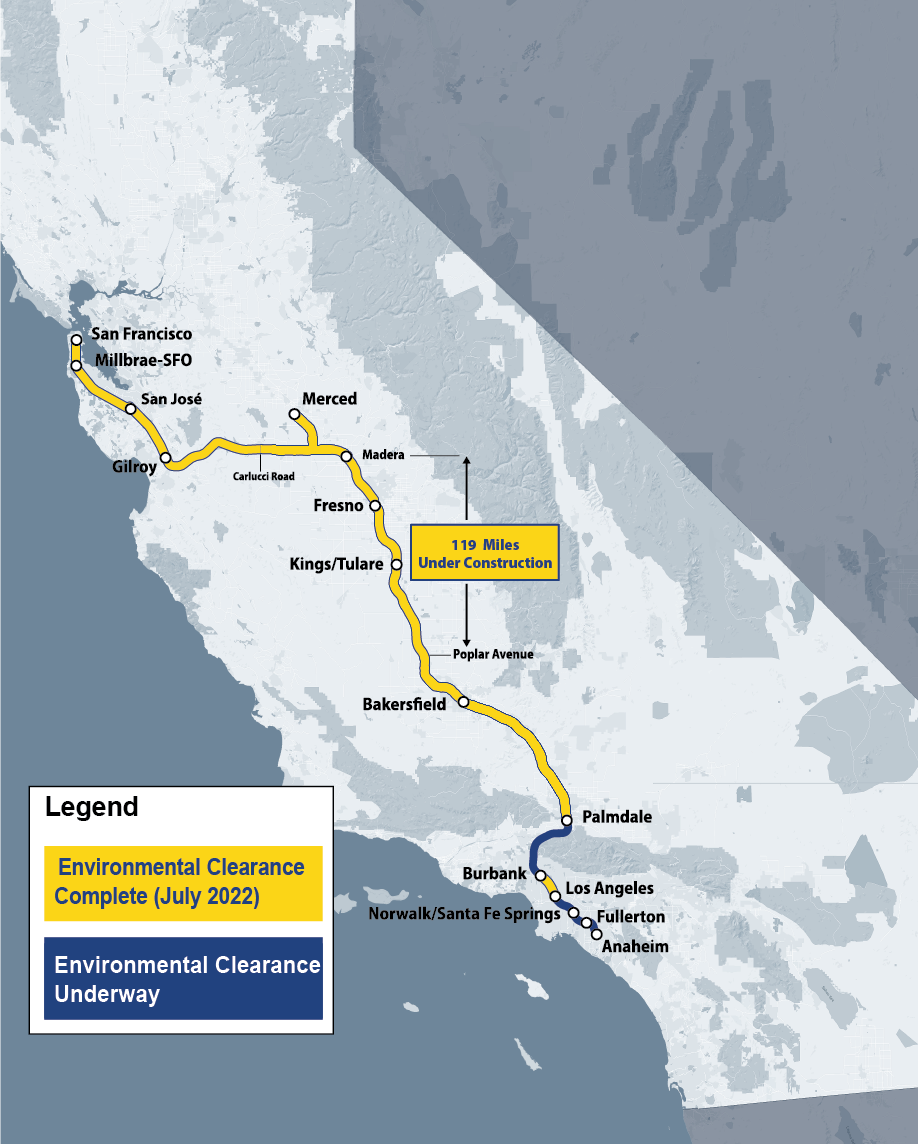 San Francisco
Millbrae-SFO
San José
Merced
Gilroy
Carlucci Road
Madera
Fresno
119 Miles
Under Construction
Kings/Tulare
Poplar Avenue
Bakersfield
Legend
Environmental Clearance
Complete (July 2022)
Environmental Clearance
Underway
Palmdale
Burbank
Los Angeles
Norwalk/Santa Fe Springs
Fullerton
Anaheim